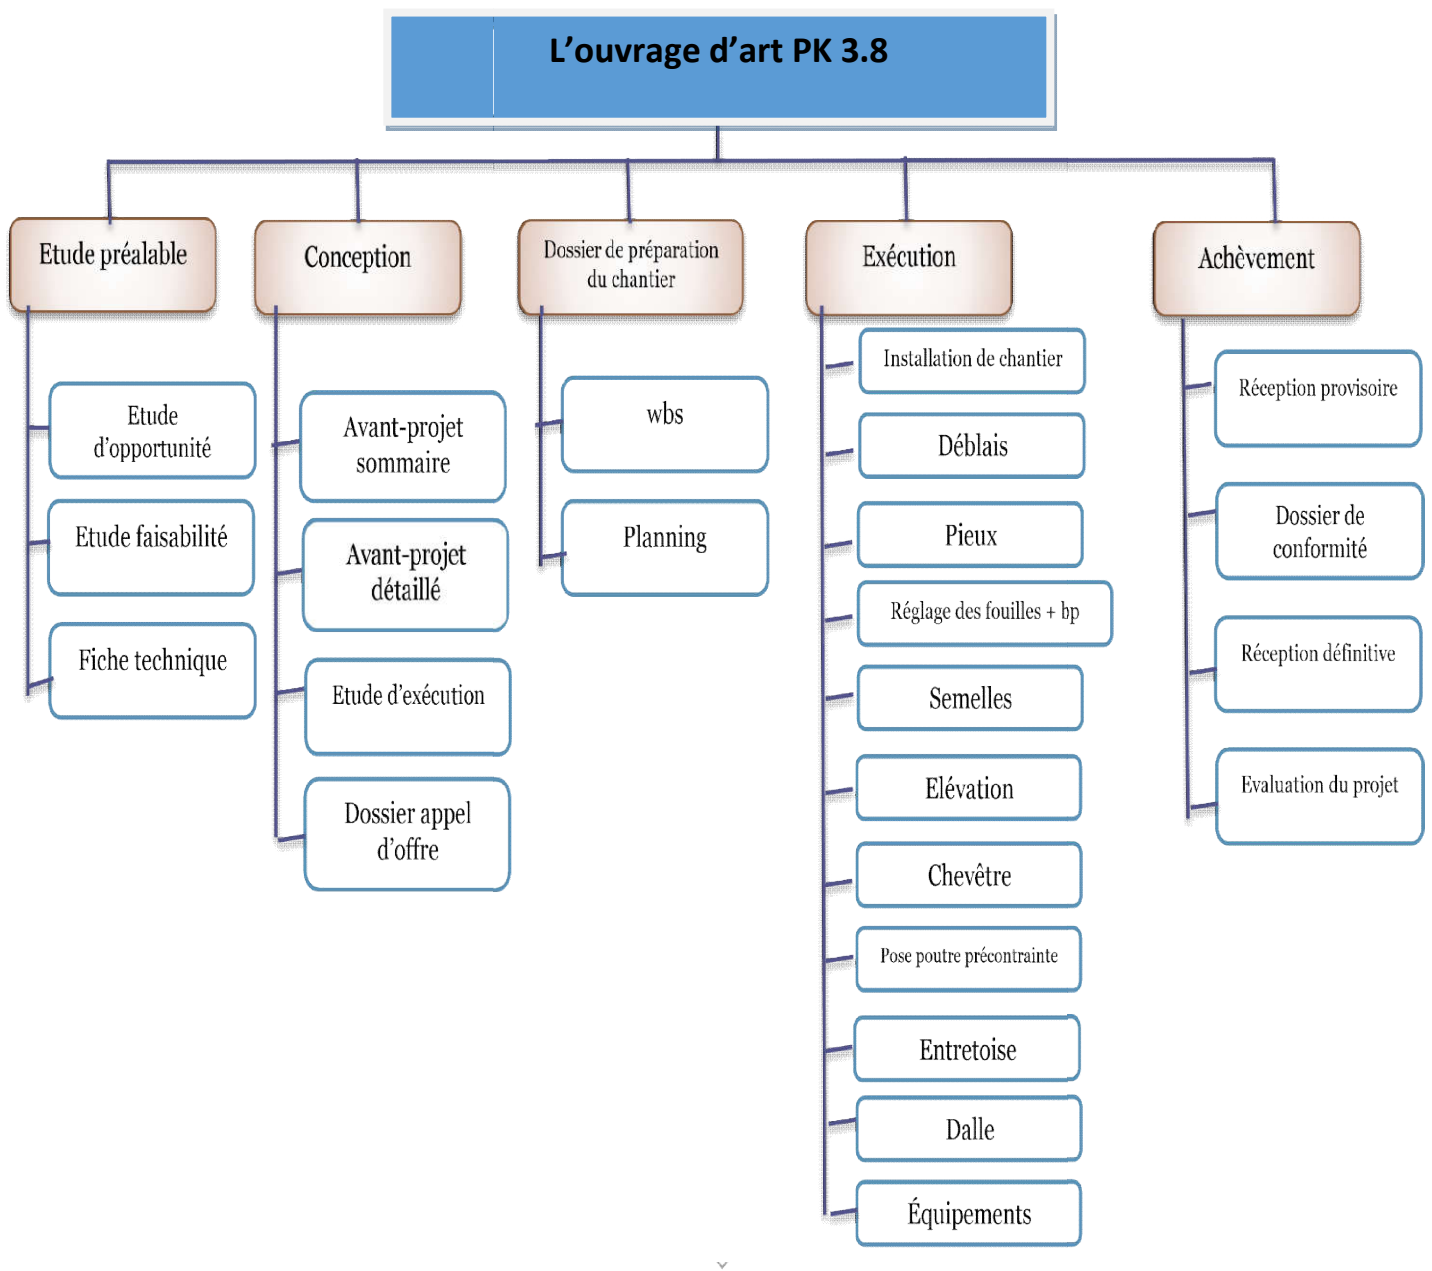 L’ouvrage d’art PK 3.8
Etude préalable
Etude
d’opportunité
Etude faisabilité
Fiche technique
Conception
Avant-projet
sommaire
Avant-projet
détaillé
Etude d’exécution
Dossier appel
d’offre
Dossier de préparation
du chantier
wbs
Planning
Exécution
Installation de chantier
Déblais
Pieux
Réglage des fouilles + bp
Semelles
Elévation
Chevêtre
Pose poutre précontrainte
Entretoise
Dalle
Équipements
Achèvement
Réception provisoire
Dossier de
conformité
Réception définitive
Evaluation du projet